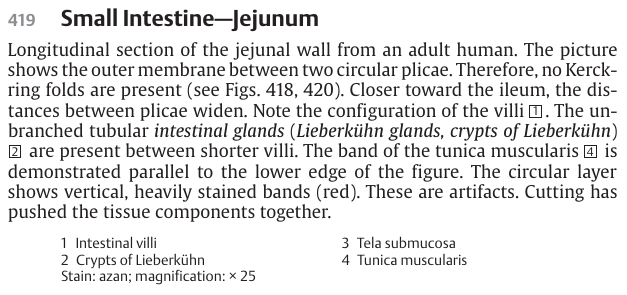 419 Small Intestine—Jejunum
Longitudinal section of the jejunal wall from an adult human. The picture
shows the outer membrane between two circular plicae. Therefore, no Kerck-
ring folds are present (see Figs. 418, 420). Closer toward the ileum, the dis-
tances between plicae widen. Note the configuration of the villi 1. The un-
branched tubular intestinal glands (Lieberkühn glands, crypts of Lieberkühn)
2 are present between shorter villi. The band of the tunica muscularis 4 is
demonstrated parallel to the lower edge of the figure. The circular layer
shows vertical, heavily stained bands (red). These are artifacts. Cutting has
pushed the tissue components together.
1 Intestinal villi
2 Crypts of Lieberkühn
3 Tela submucosa
4 Tunica muscularis
Stain: azan; magnification: × 25